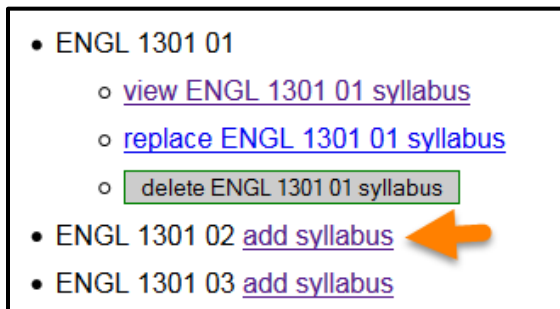 ENGL 1301 01
view ENGL 1301 01 syllabus
replace ENGL 1301 01 syllabus
delete ENGL 1301 01 syllabus
ENGL 1301 02 add syllabus
ENGL 1301 03 add syllabus